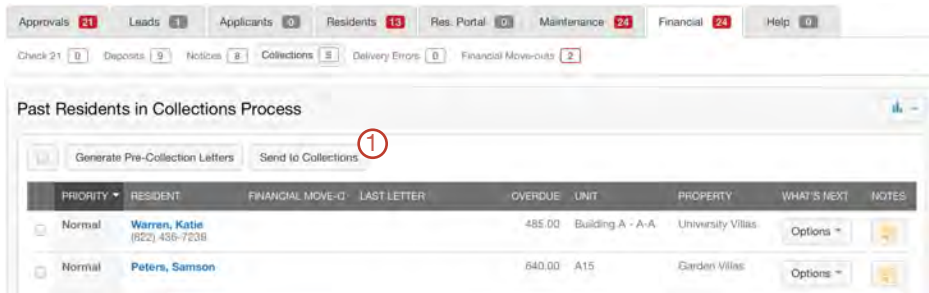 Approvals 21 Leads 1 Applicants 0 Residents 13 Res. Portal 0 Maintenance 24 Financial 24 Help 0
Check 21 0 Deposits 9 Notices 8 Collections 5 Delivery Errors 0 Financial Move-outs 2
Past Residents in Collections Process
Generate Pre-Collection Letters Send to Collections 1
PRIORITY RESIDENT FINANCIAL MOVE-O LAST LETTER OVERDUE UNIT PROPERTY WHAT'S NEXT NOTES
Normal Warren, Katie 485.00 Building A - A-A University Villas Options
(622) 436-7238
Normal Peters, Samson 640.00 A15 Garden Villas Options